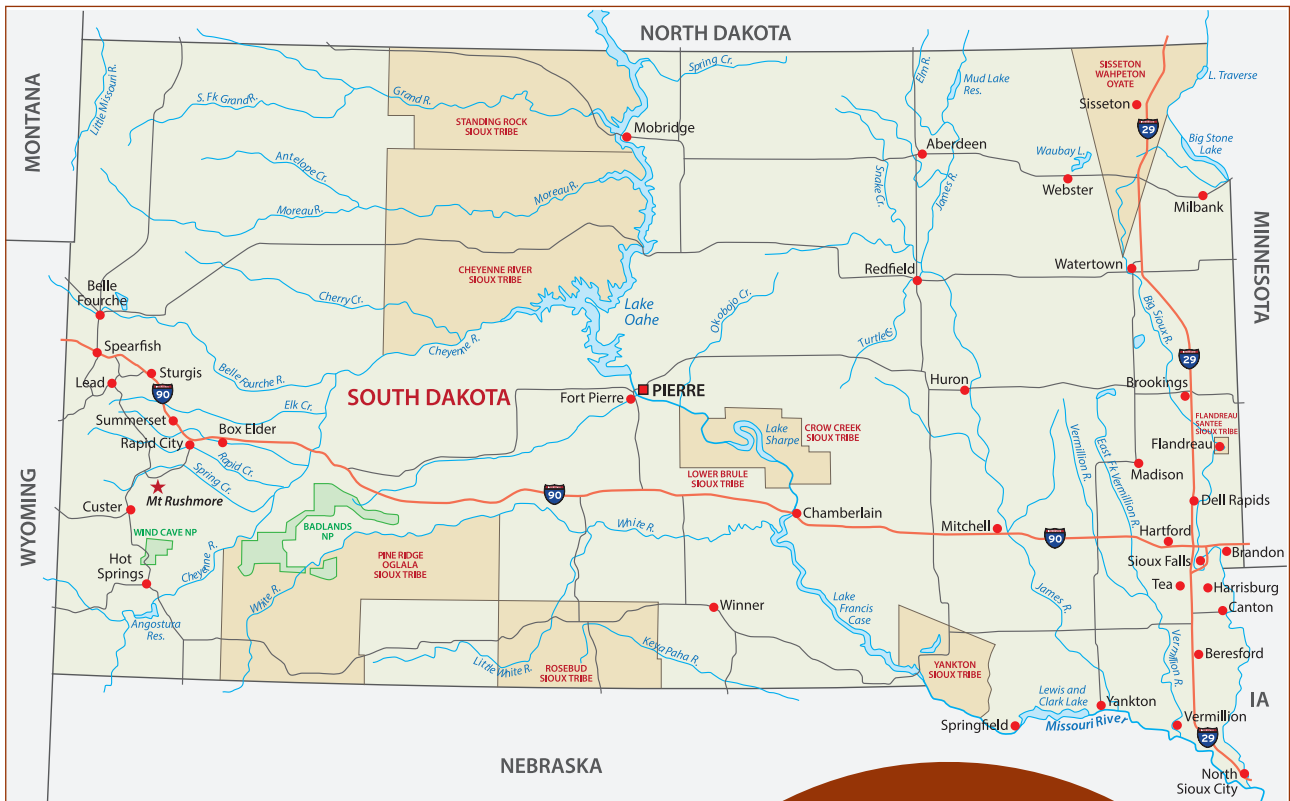 NORTH DAKOTA
MONTANA
Little Missouri R.
S. Fk Grand R.
Grand R.
Spring Cr.
Elm R.
Mud Lake
Res.
SISSETON
WAHPETON
OYATE
L. Traverse
Sisseton
29
STANDING ROCK
SIOUX TRIBE
Mobridge
Aberdeen
Waubay L.
Big Stone
Lake
Antelope Cr.
Snake Cr.
James R.
Webster
Milbank
Moreau R.
Moreau R.
MINNESOTA
CHEYENNE RIVER
SIOUX TRIBE
Redfield
Watertown
Belle
Fourche
Cherry Cr.
Lake
Oahe
Okobojo Cr.
Big Sioux R.
Turtle C.
Cheyenne R.
Spearfish
29
Sturgis
Lead
Belle Fourche R.
90
SOUTH DAKOTA
PIERRE
Fort Pierre
Huron
Brookings
Elk Cr.
Summerset
Box Elder
Rapid City
Lake
Sharpe
CROW CREEK
SIOUX TRIBE
FLANDREAU
SANTEE
SIOUX TRIBE
Flandreau
Vermillion R.
East Fk Vermillion R.
Rapid Cr.
Spring Cr.
LOWER BRULE
SIOUX TRIBE
Madison
WYOMING
Mt Rushmore
90
Dell Rapids
Custer
Chamberlain
WIND CAVE NP
BADLANDS
NP
White R.
Mitchell
90
Hartford
Brandon
Hot
Springs
Cheyenne R.
PINE RIDGE
OGLALA
SIOUX TRIBE
Sioux Falls
Tea
Harrisburg
White R.
Winner
Lake
Francis
Case
James R.
Canton
Angostura
Res.
Little White R.
ROSEBUD
SIOUX TRIBE
Keya Paha R.
YANKTON
SIOUX TRIBE
Vermillion R.
Beresford
Lewis and
Clark Lake
Yankton
IA
Springfield
Missouri River
Vermillion
29
NEBRASKA
North
Sioux City